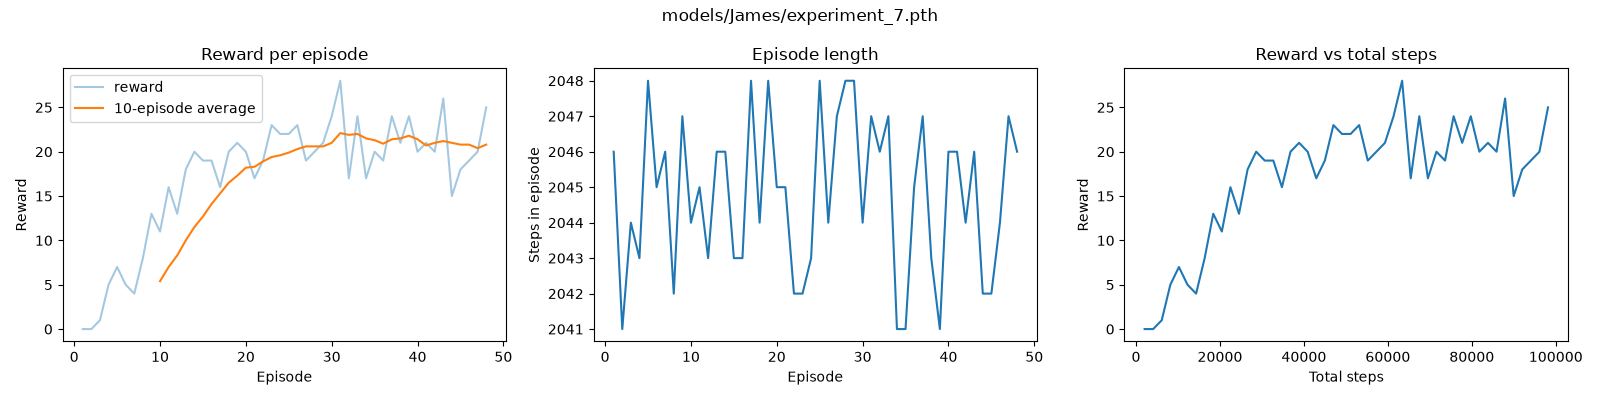 models/James/experiment_7.pth
Reward per episode
reward
10-episode average
25
20
15
10
5
0
Reward
0 10 20 30 40 50
Episode
Episode length
2048
2047
2046
2045
2044
2043
2042
2041
Steps in episode
0 10 20 30 40 50
Episode
Reward vs total steps
25
20
15
10
5
0
Reward
0 20000 40000 60000 80000 100000
Total steps